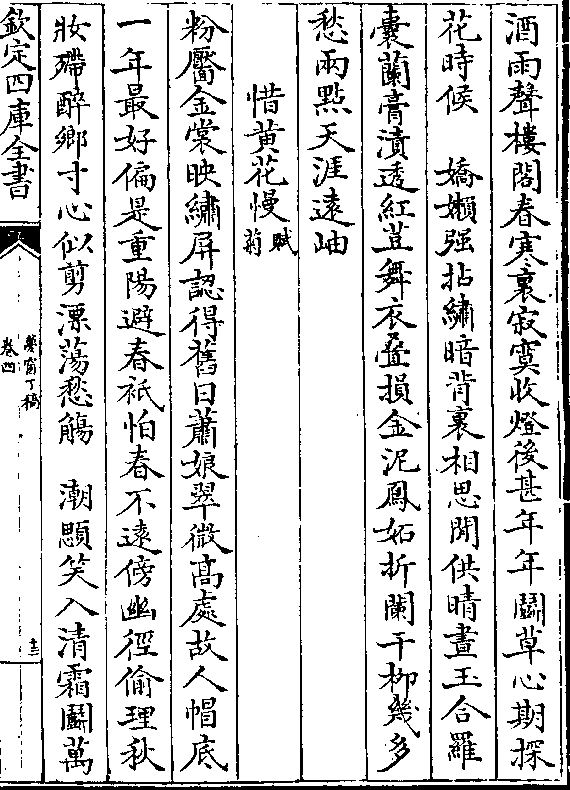 酒雨聲樓閣春寒裏寂寞收燈後甚年年鬬草心期探
花時候　嬌嬾强拈繡暗背裏相思閒供晴晝玉合羅
囊蘭膏漬透紅荳舞衣叠損金泥鳳妬折闌干柳幾多
愁兩點天涯遠岫
惜黄花慢賦菊
粉靨金裳映繡屏認得舊日蕭娘翠微高處故人帽底
一年最好偏是重陽避春祇怕春不遠傍幽徑偷理秋
妝殢醉鄉寸心似剪漂蕩愁觴　潮顋笑入清霜鬬萬
欽定四庫全書
夢窗丁稿
卷四
十三